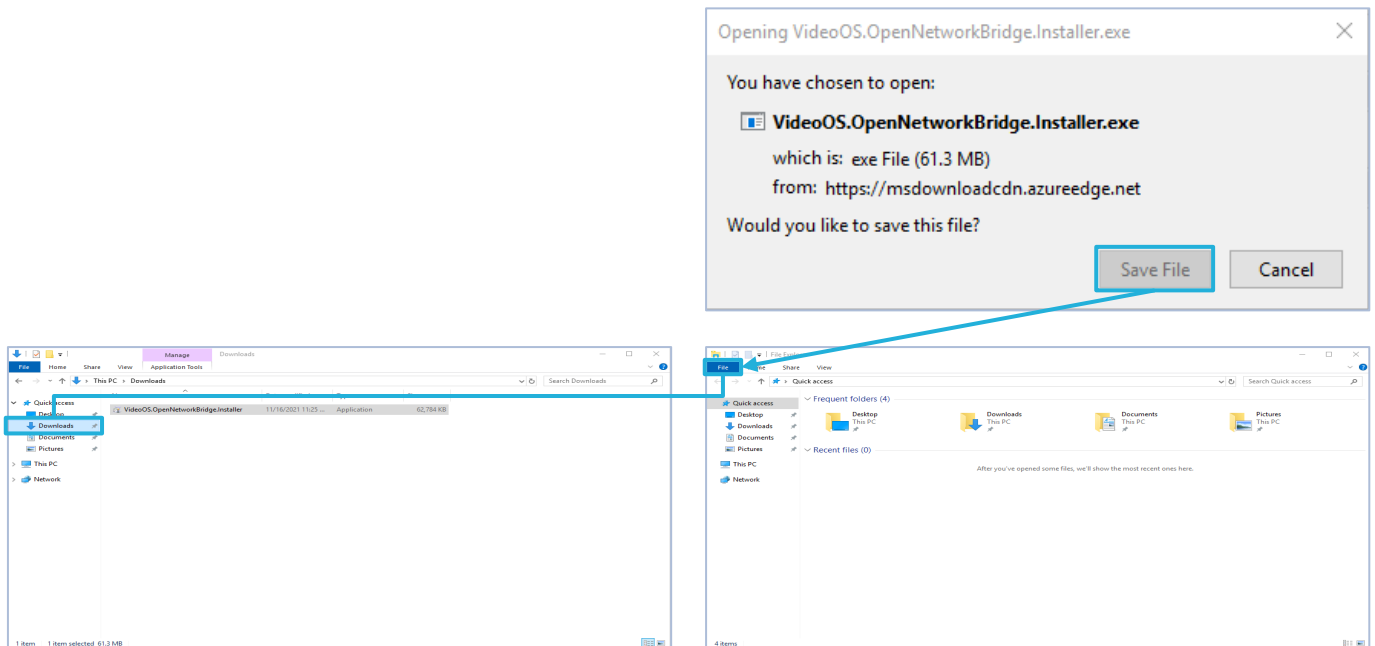 Opening VideoOS.OpenNetworkBridge.Installer.exe
You have chosen to open:
VideoOS.OpenNetworkBridge.Installer.exe
which is: exe File (61.3 MB)
from: https://msdownloadcdn.azureedge.net
Would you like to save this file?
Save File
Cancel
Manage
Downloads
File
Home
Share
View
Application Tools
This PC
Downloads
Search Downloads
Quick access
Desktop
Downloads
Documents
Pictures
This PC
Network
VideoOS.OpenNetworkBridge.Installer
11/18/2021 11:25 ...
Application
62,784 KB
1 item
1 item selected 61.3 MB
File
Share
View
Quick access
Search Quick access
Quick access
Desktop
Downloads
Documents
Pictures
This PC
Network
Frequent folders (4)
Desktop
This PC
Downloads
This PC
Documents
This PC
Pictures
This PC
Recent files (0)
After you've opened some files, we'll show the most recent ones here.
4 items